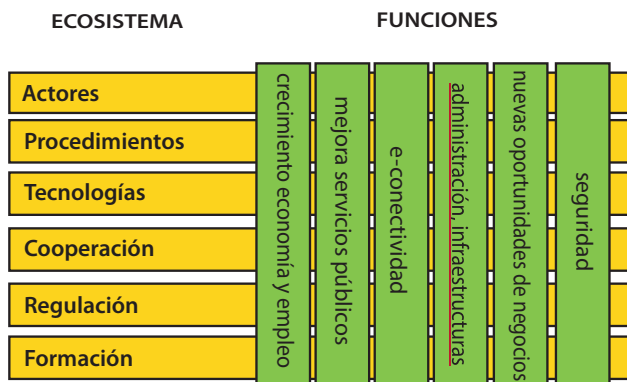 ECOSISTEMA
FUNCIONES
Actores
Procedimientos
Tecnologías
Cooperación
Regulación
Formación
crecimiento economía y empleo
mejora servicios públicos
e-conectividad
administración, infraestructuras
nuevas oportunidades de negocios
seguridad